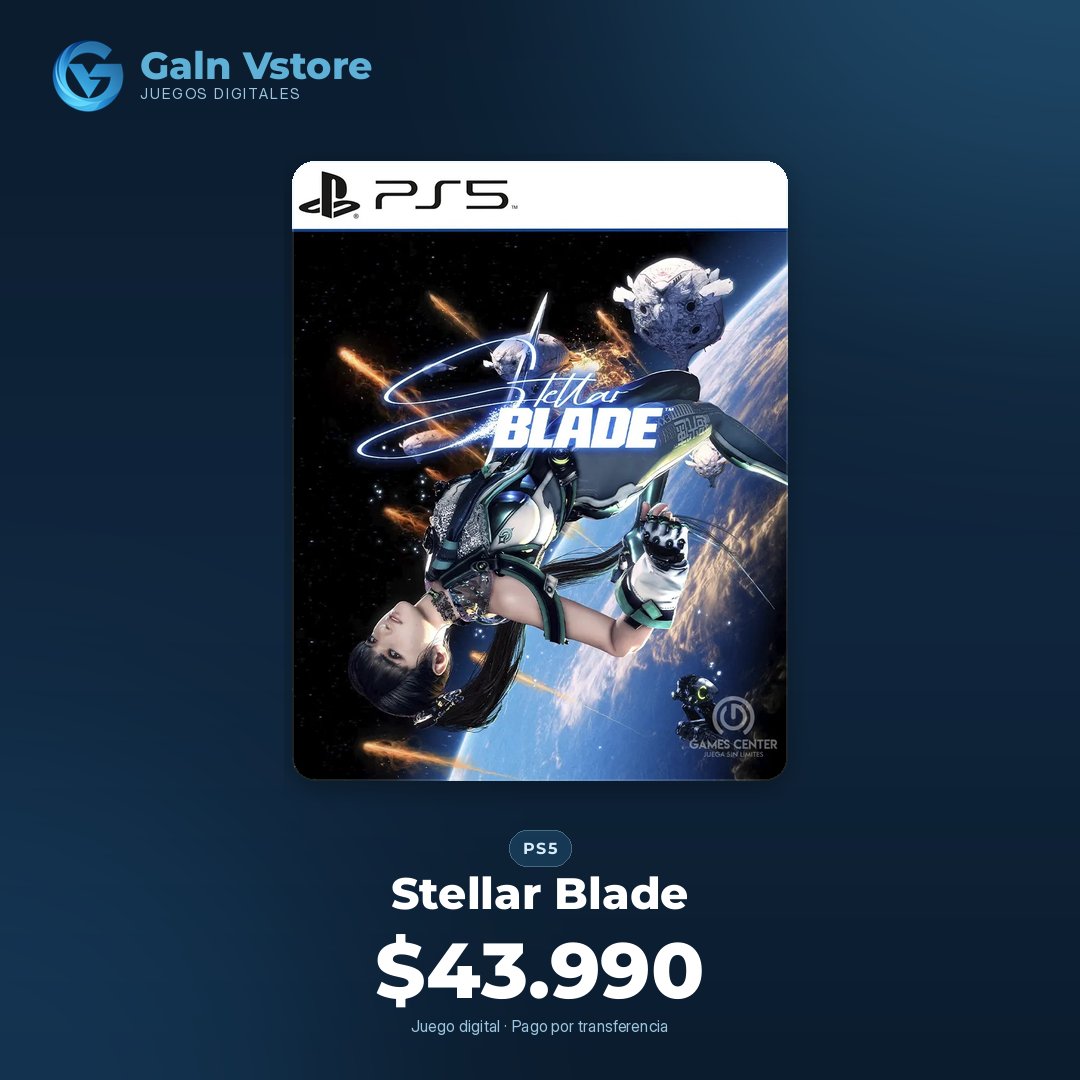 GaIn Vstore
JUEGOS DIGITALES
PS5
Stellar
BLADE
GAMES CENTER
JUEGA SIN LIMITES
PS5
Stellar Blade
$43.990
Juego digital · Pago por transferencia